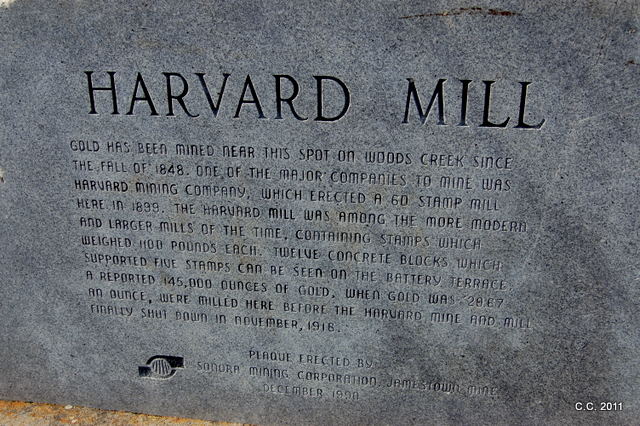 HARVARD MILL
GOLD HAS BEEN MINED NEAR THIS SPOT ON WOODS CREEK SINCE
THE FALL OF 1848. ONE OF THE MAJOR COMPANIES TO MINE WAS
HARVARD MINING COMPANY, WHICH ERECTED A 60 STAMP MILL
HERE IN 1899. THE HARVARD MILL WAS AMONG THE MORE MODERN
AND LARGER MILLS OF THE TIME, CONTAINING STAMPS WHICH
WEIGHED 1100 POUNDS EACH. TWELVE CONCRETE BLOCKS WHICH
SUPPORTED FIVE STAMPS CAN BE SEEN ON THE BATTERY TERRACE.
A REPORTED 145,000 OUNCES OF GOLD, WHEN GOLD WAS $20.67
AN OUNCE, WERE MILLED HERE BEFORE THE HARVARD MINE AND MILL
FINALLY SHUT DOWN IN NOVEMBER, 1916.
PLAQUE ERECTED BY:
SONORA MINING CORPORATION, JAMESTOWN MINE
DECEMBER 1990
C.C. 2011